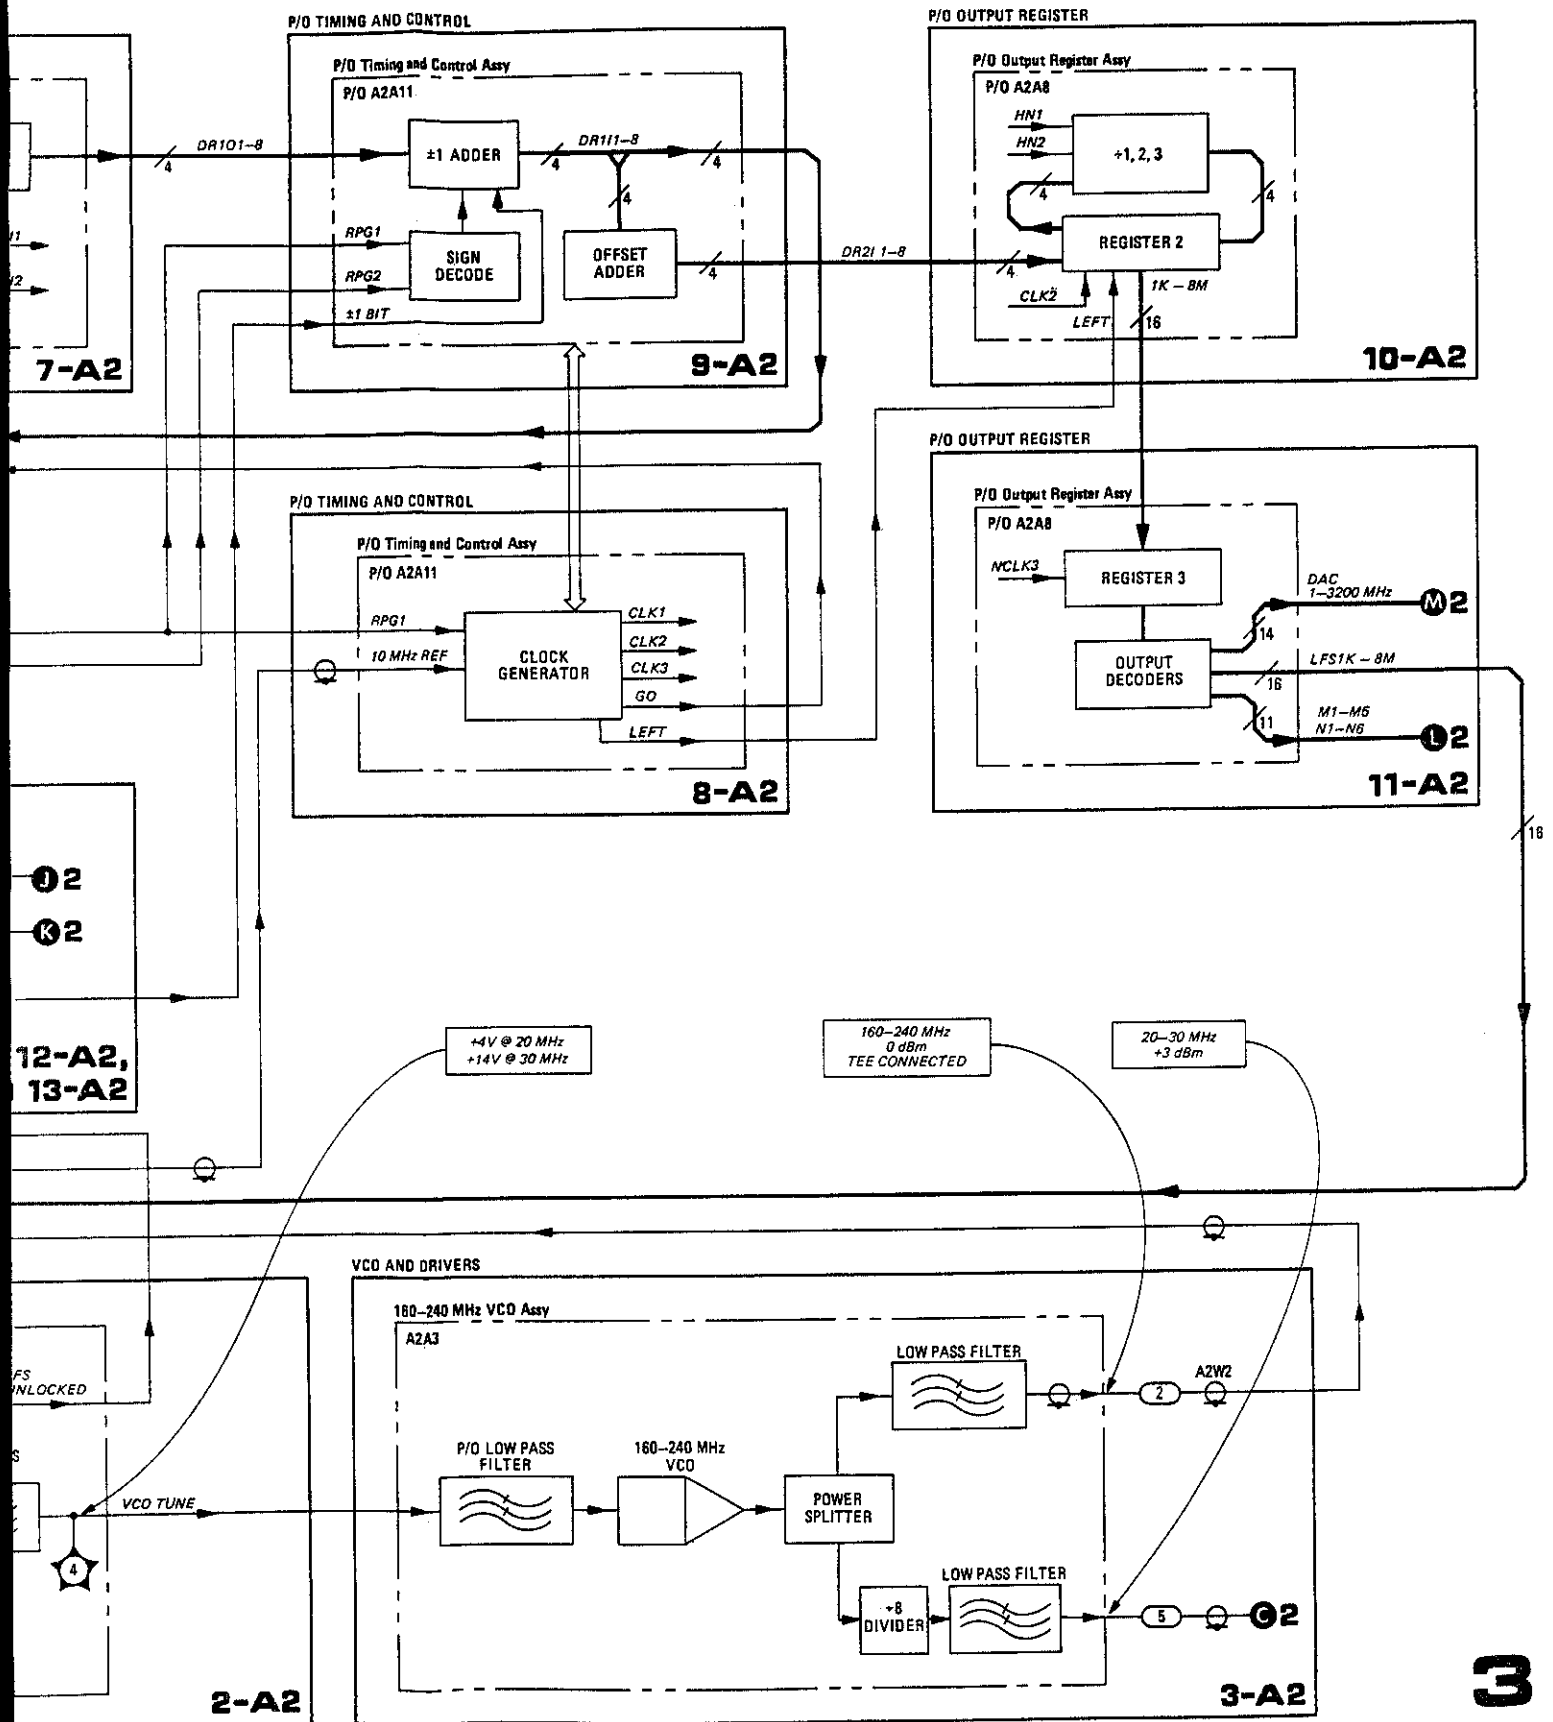 P/O TIMING AND CONTROL
P/O Timing and Control Assy
P/O A2A11
DR1O1–8
4
±1 ADDER
4
DR1I1–8
4
4
RPG1
SIGN
DECODE
RPG2
±1 BIT
OFFSET
ADDER
4
DR2I 1–8
7-A2
9-A2
P/O OUTPUT REGISTER
P/O Output Register Assy
P/O A2A8
HN1
HN2
÷1, 2, 3
4
4
REGISTER 2
4
CLK2
LEFT
1K – 8M
16
10-A2
P/O TIMING AND CONTROL
P/O Timing and Control Assy
P/O A2A11
RPG1
10 MHz REF
CLOCK
GENERATOR
CLK1
CLK2
CLK3
GO
LEFT
8-A2
P/O OUTPUT REGISTER
P/O Output Register Assy
P/O A2A8
NCLK3
REGISTER 3
OUTPUT
DECODERS
DAC
1–3200 MHz
M 2
14
LFS1K – 8M
16
11
M1–M5
N1–N6
L 2
11-A2
16
J 2
K 2
12-A2,
13-A2
+4V @ 20 MHz
+14V @ 30 MHz
160–240 MHz
0 dBm
TEE CONNECTED
20–30 MHz
+3 dBm
VCO AND DRIVERS
160–240 MHz VCO Assy
A2A3
LOW PASS FILTER
2
A2W2
P/O LOW PASS
FILTER
160–240 MHz
VCO
POWER
SPLITTER
VCO TUNE
4
÷8
DIVIDER
LOW PASS FILTER
5
C 2
2-A2
3-A2
3